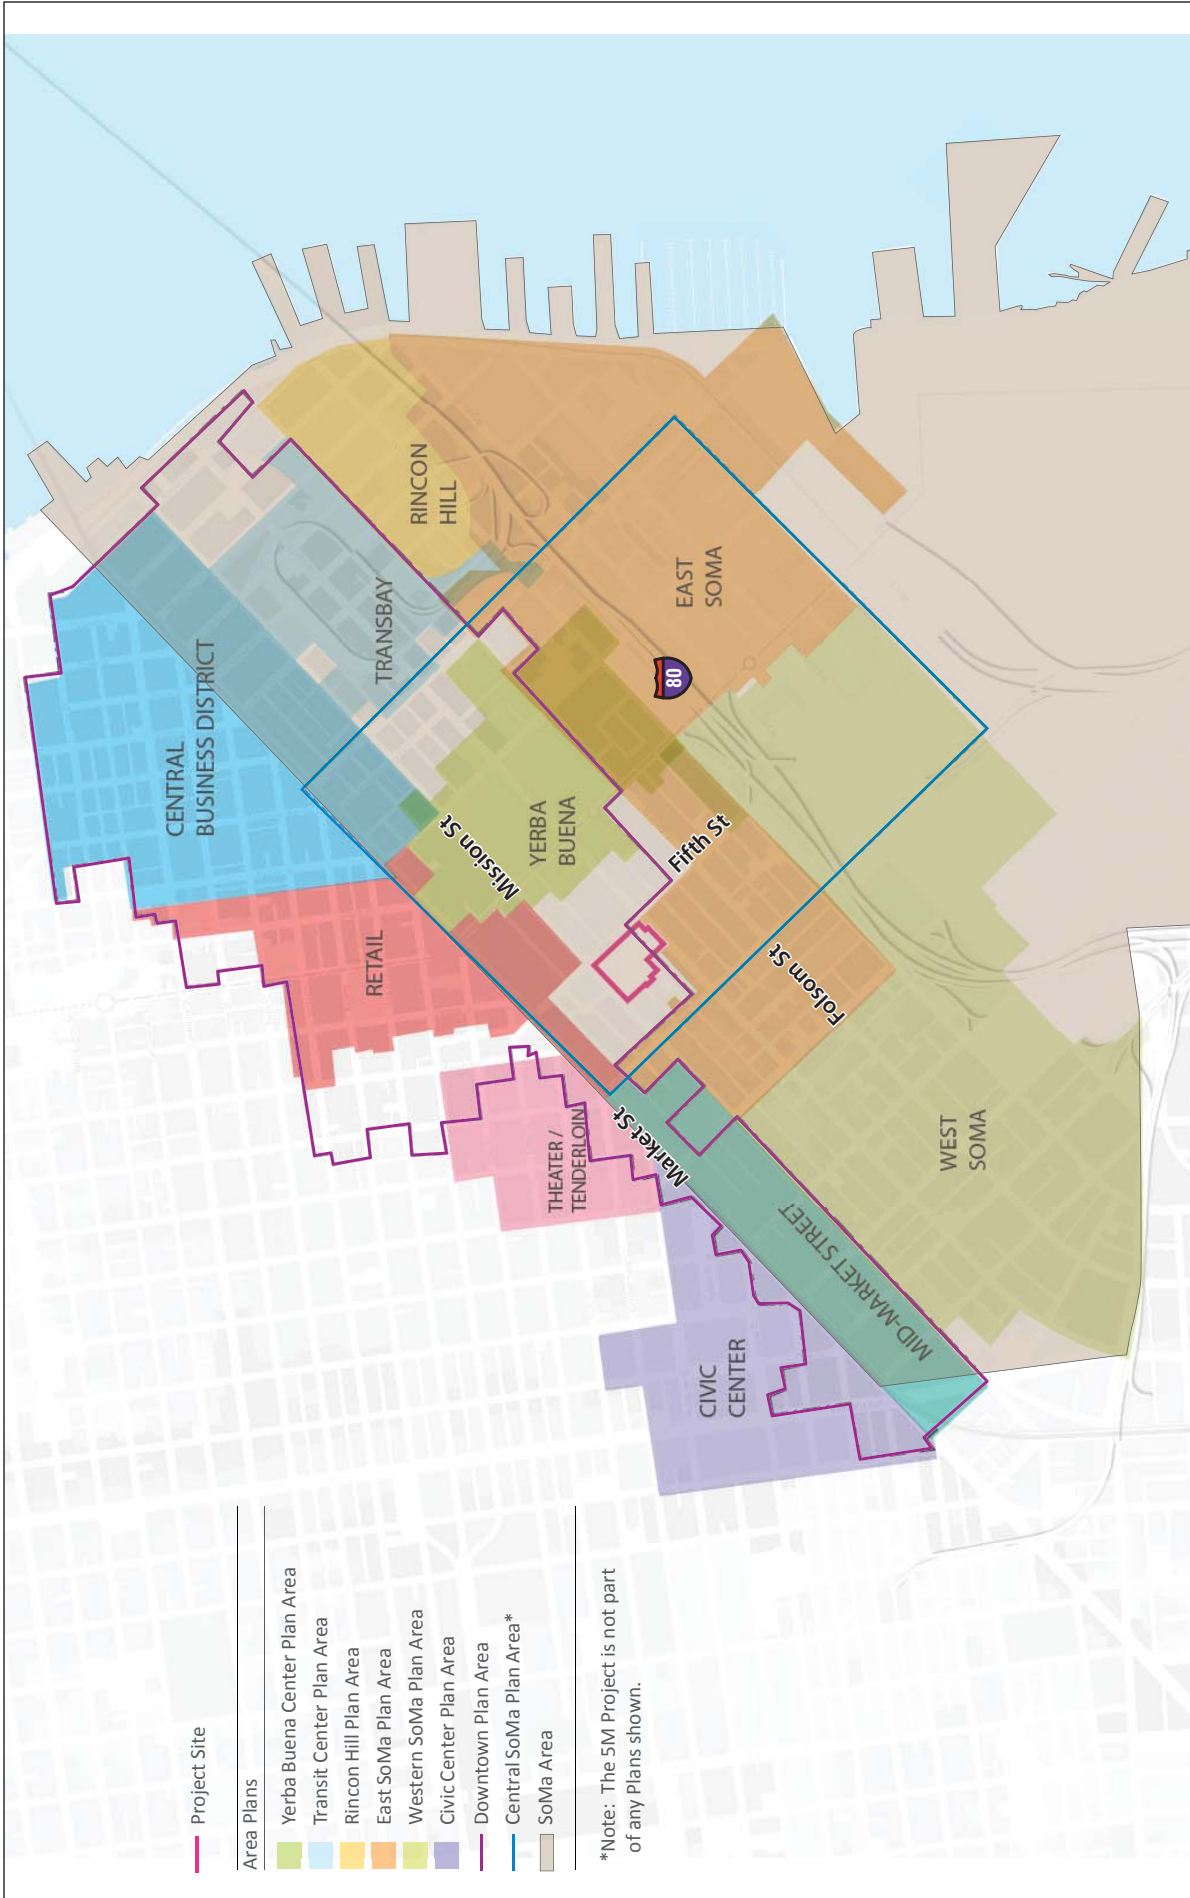 CENTRAL
BUSINESS DISTRICT
TRANSBAY
RINCON
HILL
RETAIL
Mission St
YERBA
BUENA
EAST
SOMA
80
Fifth St
Folsom St
THEATER /
TENDERLOIN
Market St
MID-MARKET STREET
WEST
SOMA
CIVIC
CENTER
Project Site
Area Plans
Yerba Buena Center Plan Area
Transit Center Plan Area
Rincon Hill Plan Area
East SoMa Plan Area
Western SoMa Plan Area
Civic Center Plan Area
Downtown Plan Area
Central SoMa Plan Area*
SoMa Area
*Note: The 5M Project is not part
of any Plans shown.